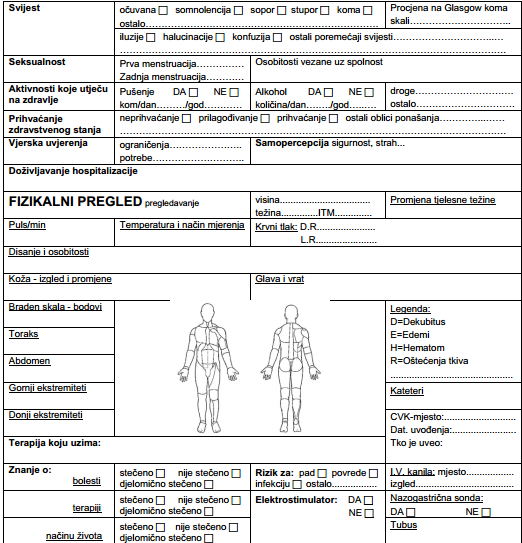 Svijest
očuvana □ somnolencija □ sopor □ stupor □ koma □
ostalo...............................................................................
Procjena na Glasgow koma
skali.................................
iluzije □ halucinacije □ konfuzija □ ostali poremećaji svijesti.......................................
...............................................................................................................
Seksualnost
Prva menstruacija................
Zadnja menstruacija.............
Osobitosti vezane uz spolnost
Aktivnosti koje utječu
na zdravlje
Pušenje DA □ NE □
kom/dan........./god...........
Alkohol DA □ NE □
količina/dan........./god.........
droge.................................
ostalo.................................
Prihvaćanje
zdravstvenog stanja
neprihvaćanje □ prilagođivanje □ prihvaćanje □ ostali oblici ponašanja......................
...............................................................................................................
Vjerska uvjerenja
ograničenja.........................
potrebe...............................
Samopercepcija sigurnost, strah...
Doživljavanje hospitalizacije
FIZIKALNI PREGLED pregledavanje
visina..................................
težina..............ITM..............
Promjena tjelesne težine
Puls/min
Temperatura i način mjerenja
Krvni tlak: D.R......................
L.R.......................
Disanje i osobitosti
Koža - izgled i promjene
Glava i vrat
Braden skala - bodovi
Toraks
Abdomen
Gornji ekstremiteti
Donji ekstremiteti
Legenda:
D=Dekubitus
E=Edemi
H=Hematom
R=Oštećenja tkiva
..............................................
Kateteri
CVK-mjesto:...........................
Dat. uvođenja:........................
Tko je uveo:
Terapija koju uzima:
Znanje o:
bolesti
stečeno □ nije stečeno □
djelomično stečeno □
Rizik za: pad □ povrede □
infekciju □ ostalo....................
I.V. kanila: mjesto..................
izgled.....................................
terapiji
stečeno □ nije stečeno □
djelomično stečeno □
Elektrostimulator: DA □
NE □
Nazogastrična sonda:
DA □ NE □
načinu života
stečeno □ nije stečeno □
djelomično stečeno □
Tubus